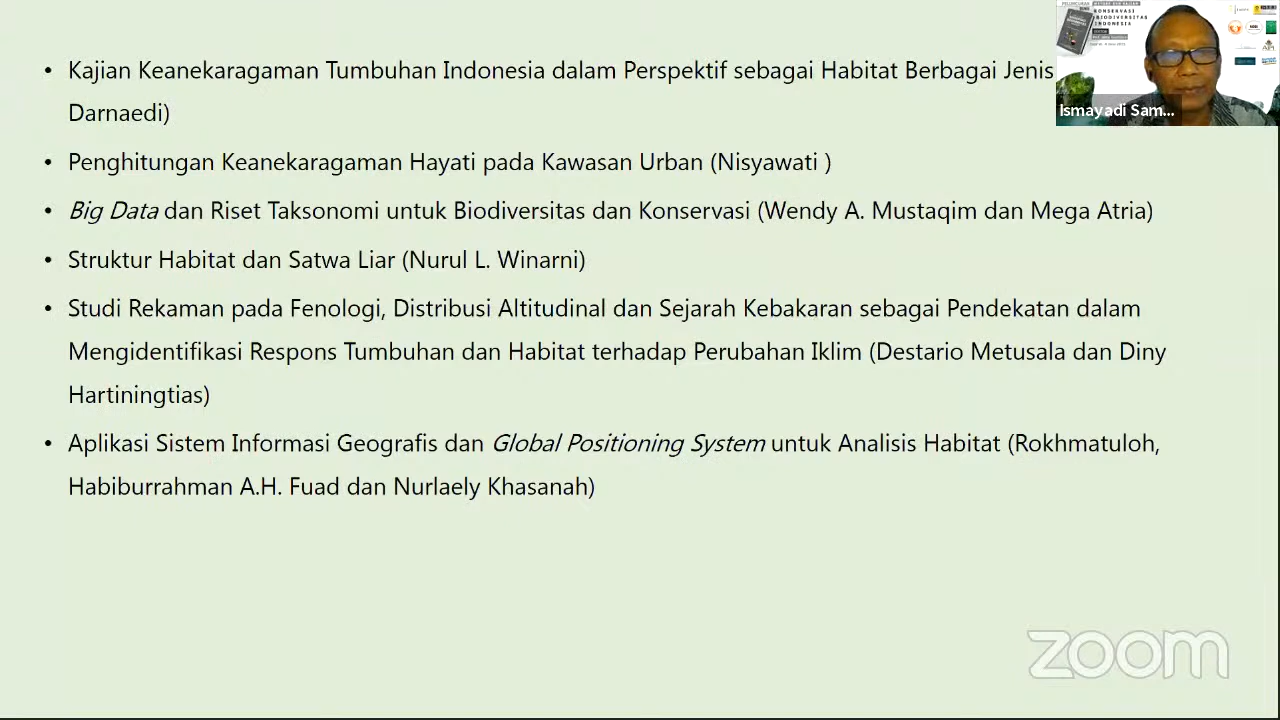 • Kajian Keanekaragaman Tumbuhan Indonesia dalam Perspektif sebagai Habitat Berbagai Jenis
Darnaedi)
• Penghitungan Keanekaragaman Hayati pada Kawasan Urban (Nisyawati )
• Big Data dan Riset Taksonomi untuk Biodiversitas dan Konservasi (Wendy A. Mustaqim dan Mega Atria)
• Struktur Habitat dan Satwa Liar (Nurul L. Winarni)
• Studi Rekaman pada Fenologi, Distribusi Altitudinal dan Sejarah Kebakaran sebagai Pendekatan dalam
Mengidentifikasi Respons Tumbuhan dan Habitat terhadap Perubahan Iklim (Destario Metusala dan Diny
Hartiningtias)
• Aplikasi Sistem Informasi Geografis dan Global Positioning System untuk Analisis Habitat (Rokhmatuloh,
Habiburrahman A.H. Fuad dan Nurlaely Khasanah)
KONSERVASI
BIODIVERSITAS
INDONESIA
Ismayadi Sam...
zoom